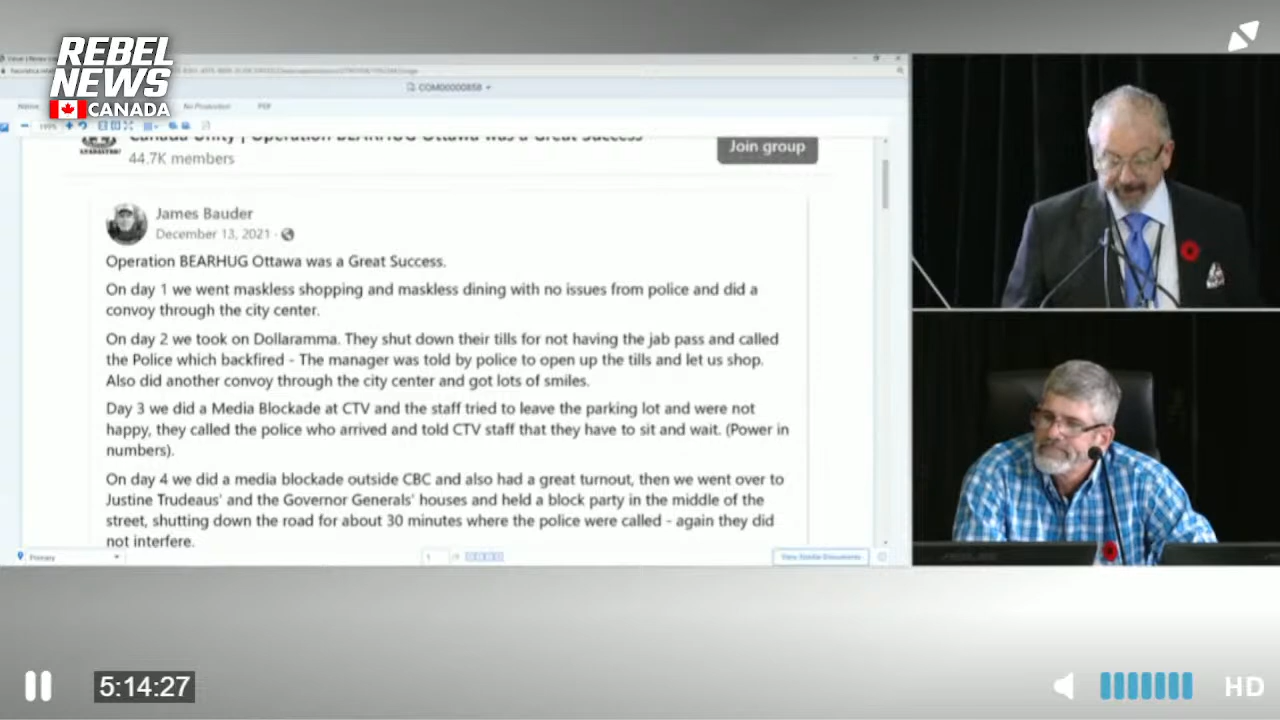 REBEL
NEWS
CANADA
COM00000858
No Production
PDF
Canada Unity | Operation BEARHUG Ottawa was a Great Success
44.7K members
Join group
James Bauder
December 13, 2021 ·
Operation BEARHUG Ottawa was a Great Success.
On day 1 we went maskless shopping and maskless dining with no issues from police and did a
convoy through the city center.
On day 2 we took on Dollaramma. They shut down their tills for not having the jab pass and called
the Police which backfired - The manager was told by police to open up the tills and let us shop.
Also did another convoy through the city center and got lots of smiles.
Day 3 we did a Media Blockade at CTV and the staff tried to leave the parking lot and were not
happy, they called the police who arrived and told CTV staff that they have to sit and wait. (Power in
numbers).
On day 4 we did a media blockade outside CBC and also had a great turnout, then we went over to
Justine Trudeaus' and the Governor Generals' houses and held a block party in the middle of the
street, shutting down the road for about 30 minutes where the police were called - again they did
not interfere.
Primary
View Similar Documents
5:14:27
HD